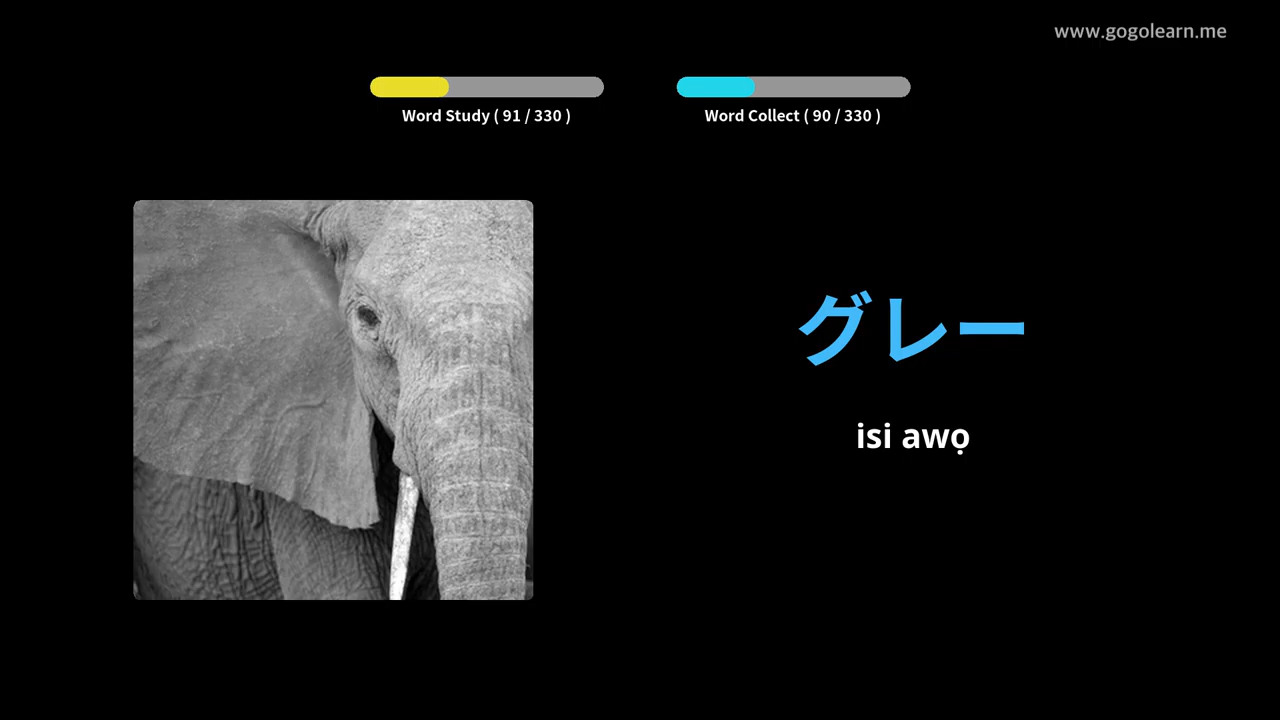 www.gogolearn.me
Word Study ( 91 / 330 )
Word Collect ( 90 / 330 )
グレー
isi awọ